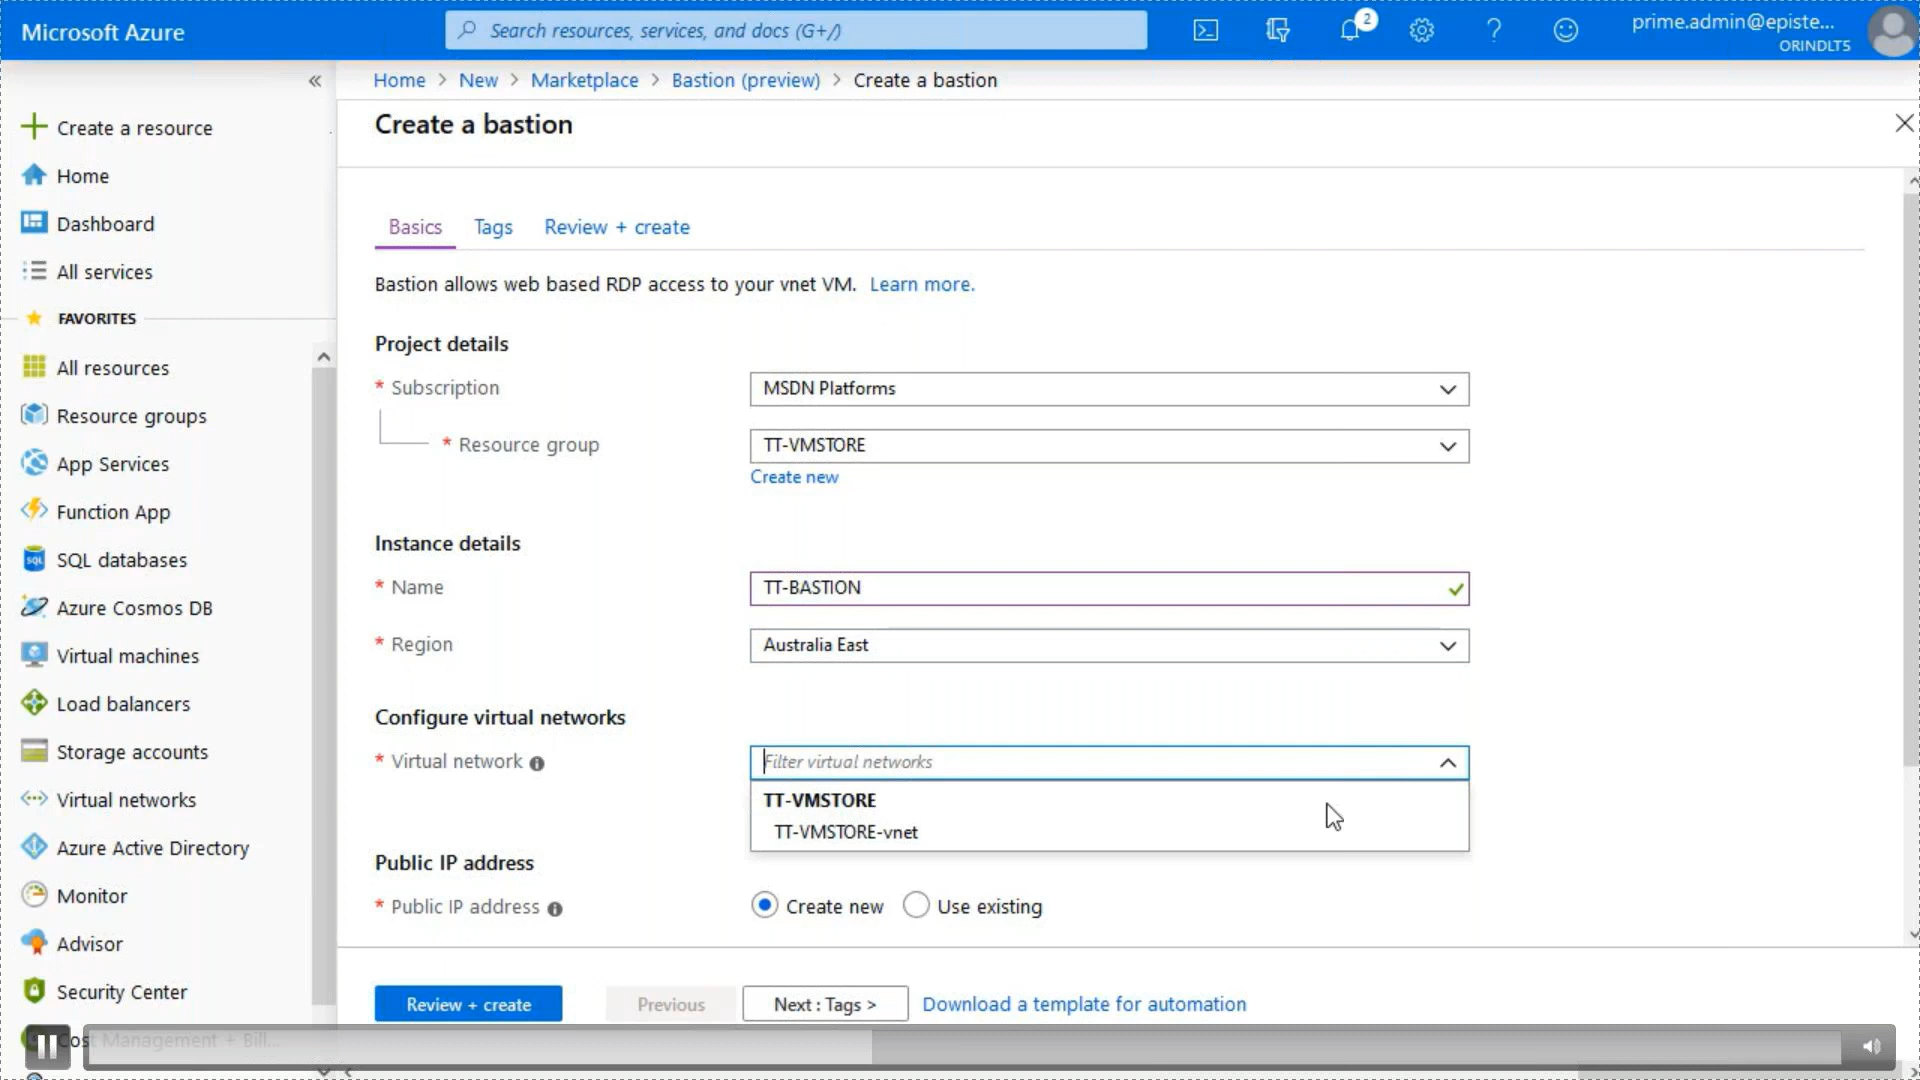 Microsoft Azure
Search resources, services, and docs (G+/)
2
prime.admin@episte...
ORINDLT5
Home > New > Marketplace > Bastion (preview) > Create a bastion
Create a bastion
Create a resource
Home
Dashboard
All services
FAVORITES
All resources
Resource groups
App Services
Function App
SQL databases
Azure Cosmos DB
Virtual machines
Load balancers
Storage accounts
Virtual networks
Azure Active Directory
Monitor
Advisor
Security Center
Cost Management + Bill...
Basics Tags Review + create
Bastion allows web based RDP access to your vnet VM. Learn more.
Project details
* Subscription MSDN Platforms
* Resource group TT-VMSTORE
Create new
Instance details
* Name TT-BASTION
* Region Australia East
Configure virtual networks
* Virtual network Filter virtual networks
TT-VMSTORE
TT-VMSTORE-vnet
Public IP address
* Public IP address Create new Use existing
Review + create Previous Next : Tags > Download a template for automation